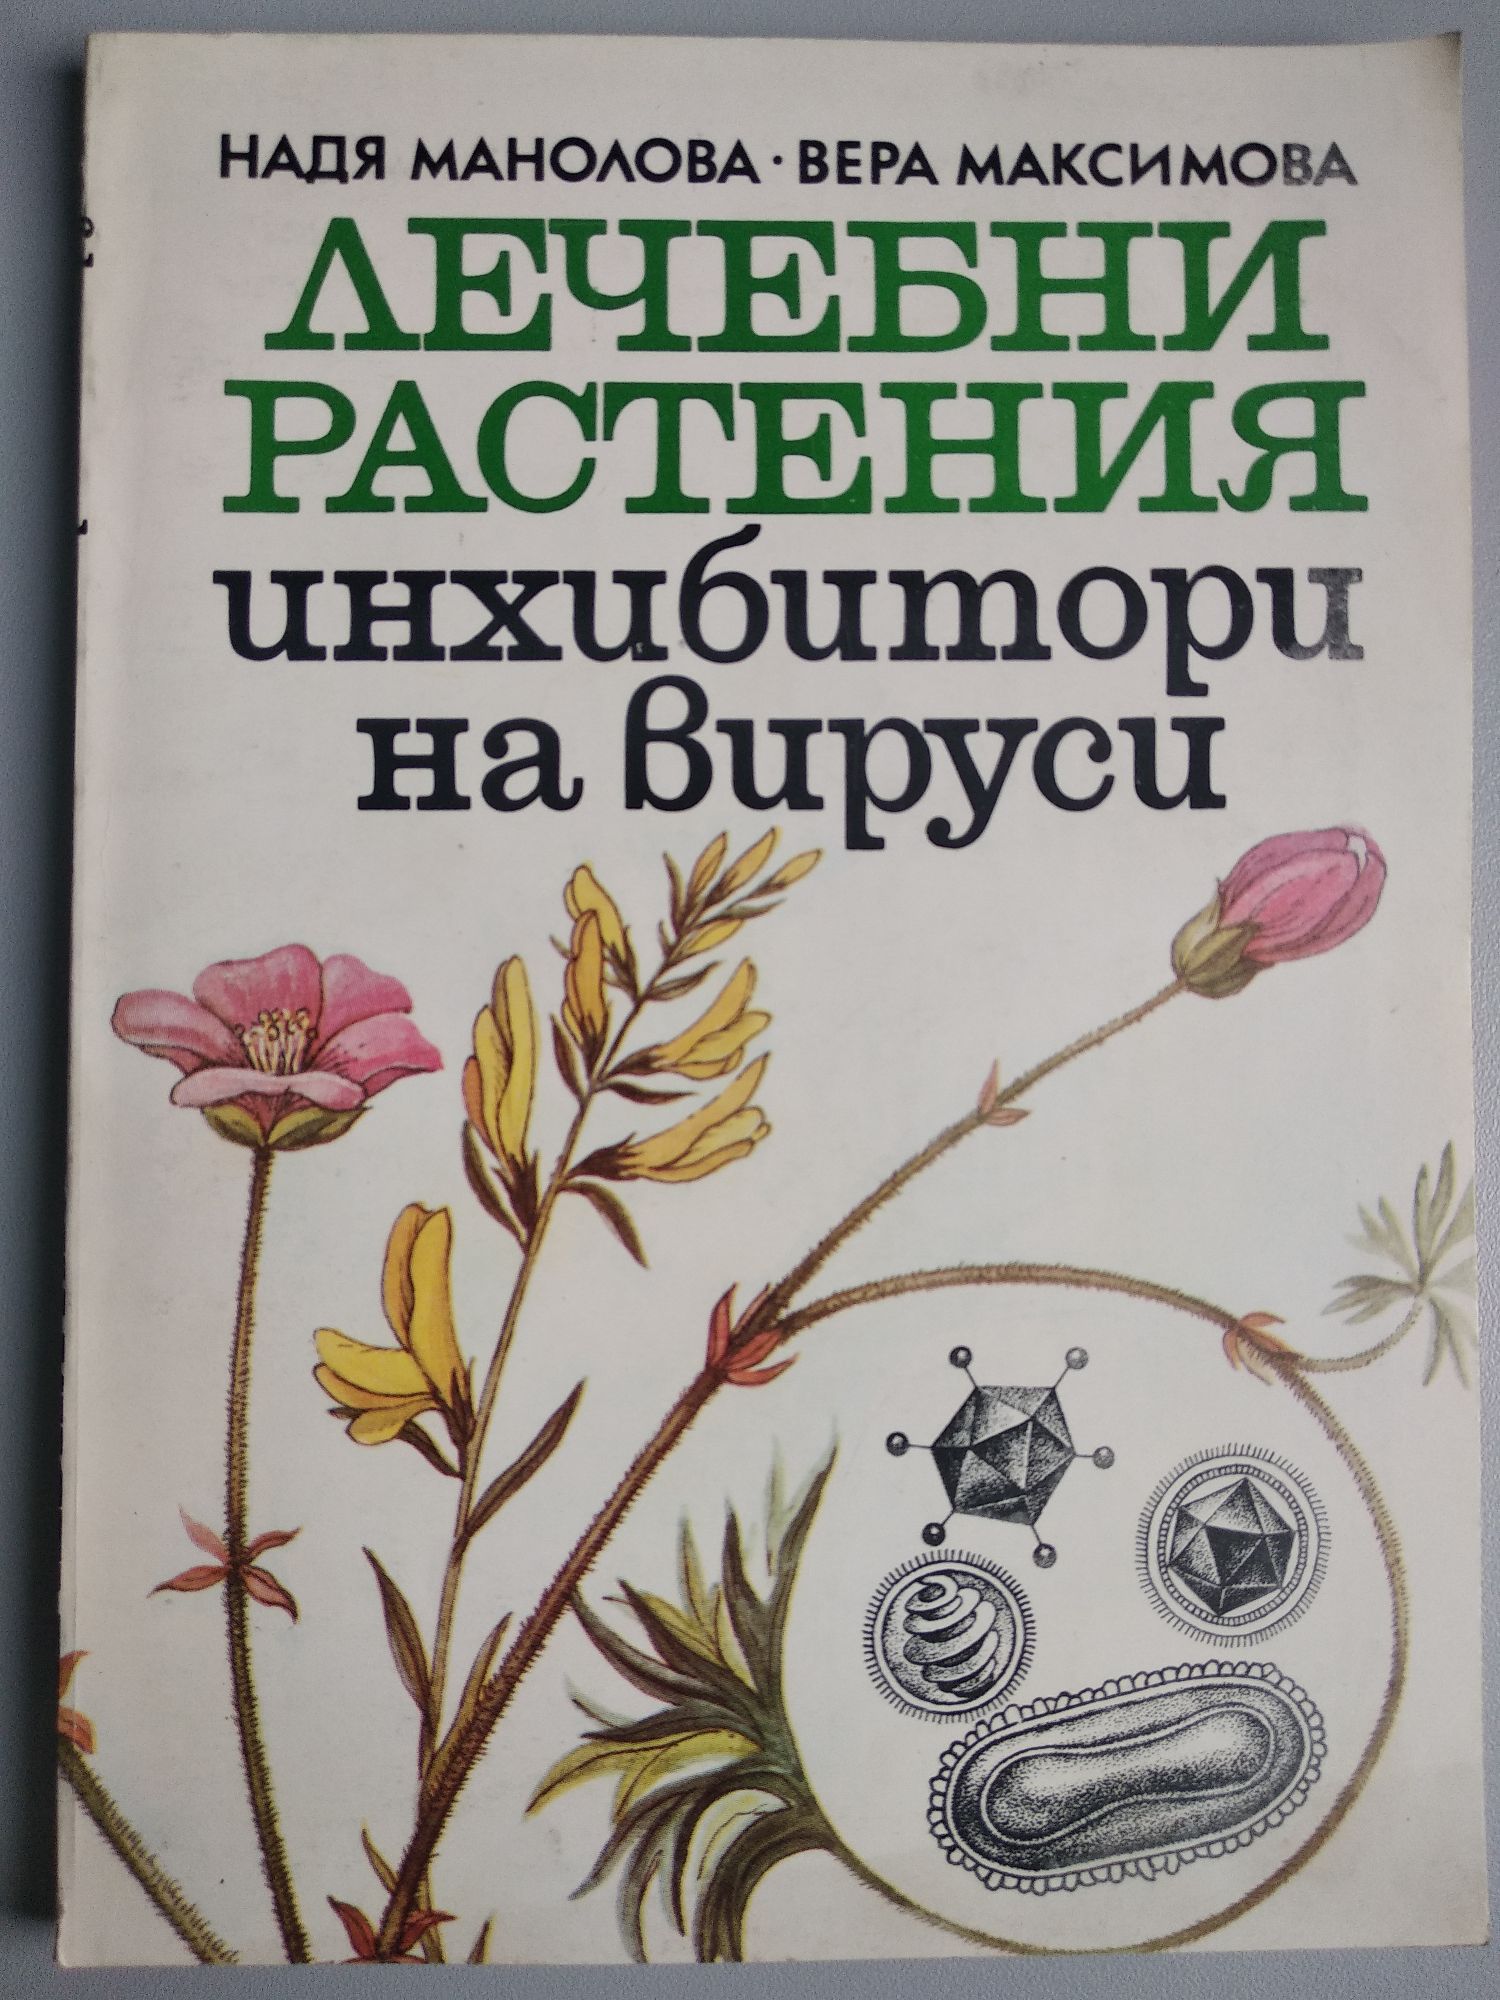 НАДЯ МАНОЛОВА · ВЕРА МАКСИМОВА
ЛЕЧЕБНИ
РАСТЕНИЯ
инхибитори
на вируси